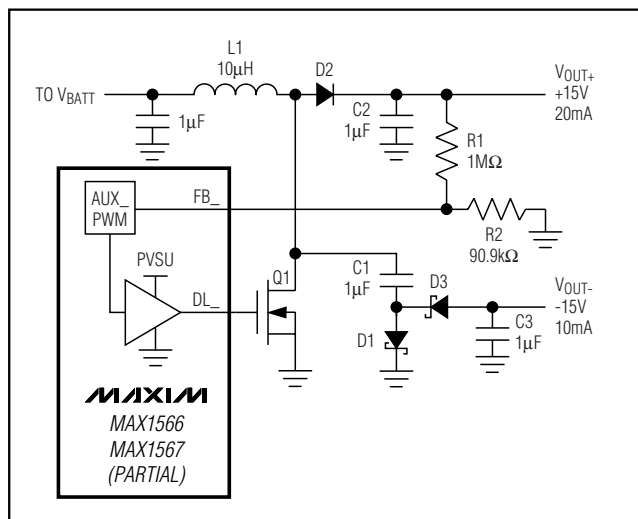 L1
10µH
D2
TO VBATT
1µF
C2
1µF
VOUT+
+15V
20mA
R1
1MΩ
AUX_
PWM
FB_
R2
90.9kΩ
PVSU
DL_
Q1
C1
1µF
D3
VOUT-
-15V
10mA
D1
C3
1µF
MAXIM
MAX1566
MAX1567
(PARTIAL)